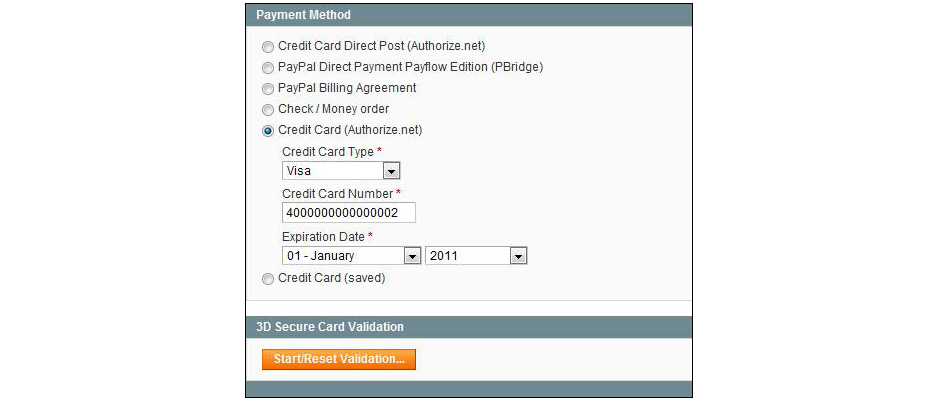 Payment Method
Credit Card Direct Post (Authorize.net)
PayPal Direct Payment Payflow Edition (PBridge)
PayPal Billing Agreement
Check / Money order
Credit Card (Authorize.net)
Credit Card Type *
Visa
Credit Card Number *
4000000000000002
Expiration Date *
01 - January 2011
Credit Card (saved)
3D Secure Card Validation
Start/Reset Validation...